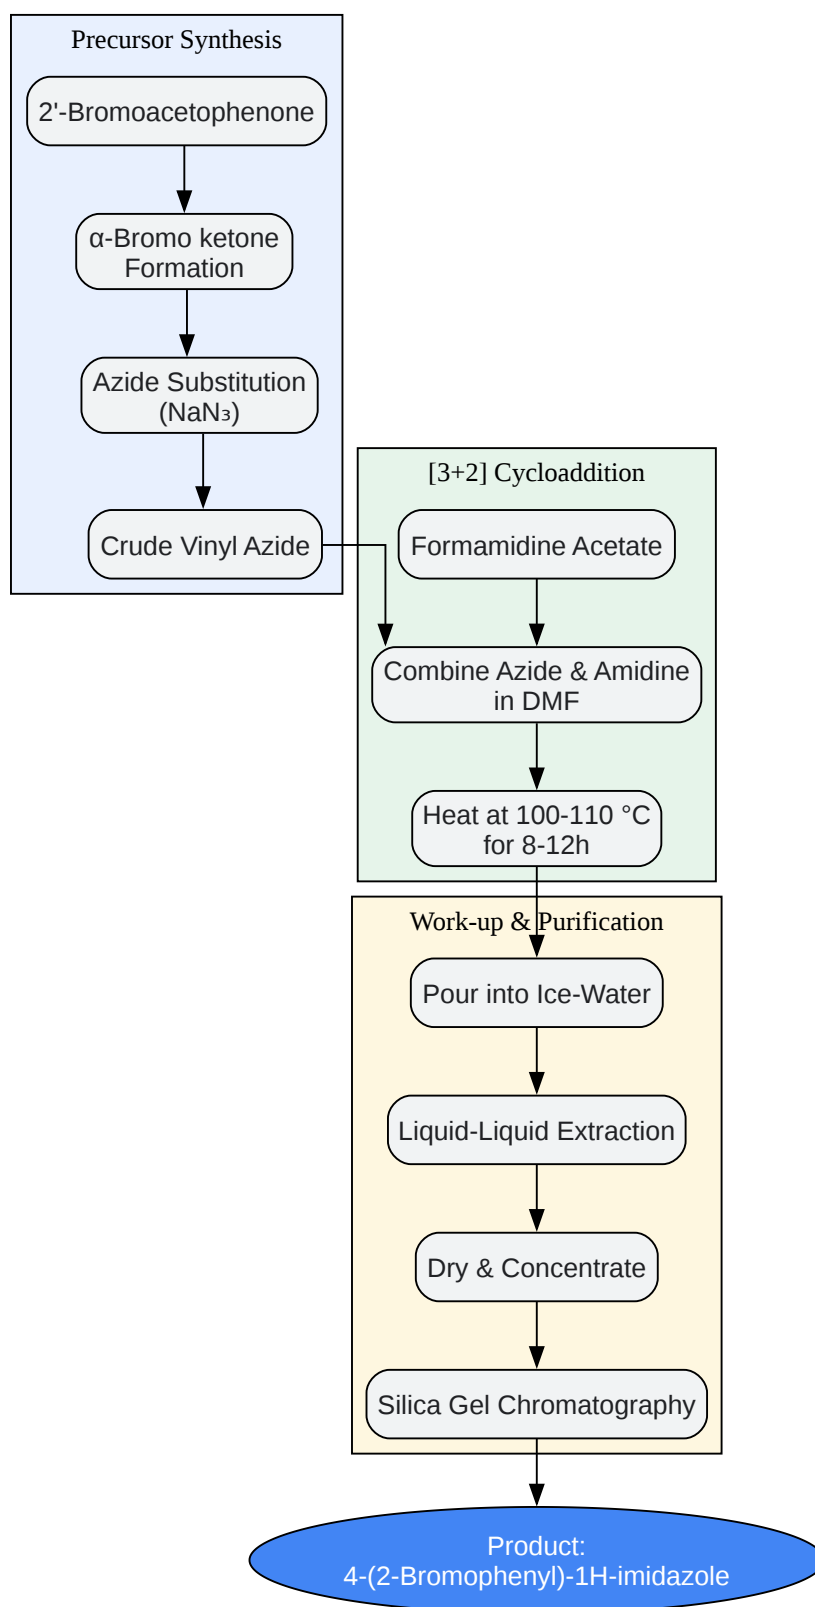 Precursor Synthesis
2'-Bromoacetophenone
α-Bromo ketone
Formation
Azide Substitution
(NaN₃)
Crude Vinyl Azide
[3+2] Cycloaddition
Formamidine Acetate
Combine Azide & Amidine
in DMF
Heat at 100-110 °C
for 8-12h
Work-up & Purification
Pour into Ice-Water
Liquid-Liquid Extraction
Dry & Concentrate
Silica Gel Chromatography
Product:
4-(2-Bromophenyl)-1H-imidazole